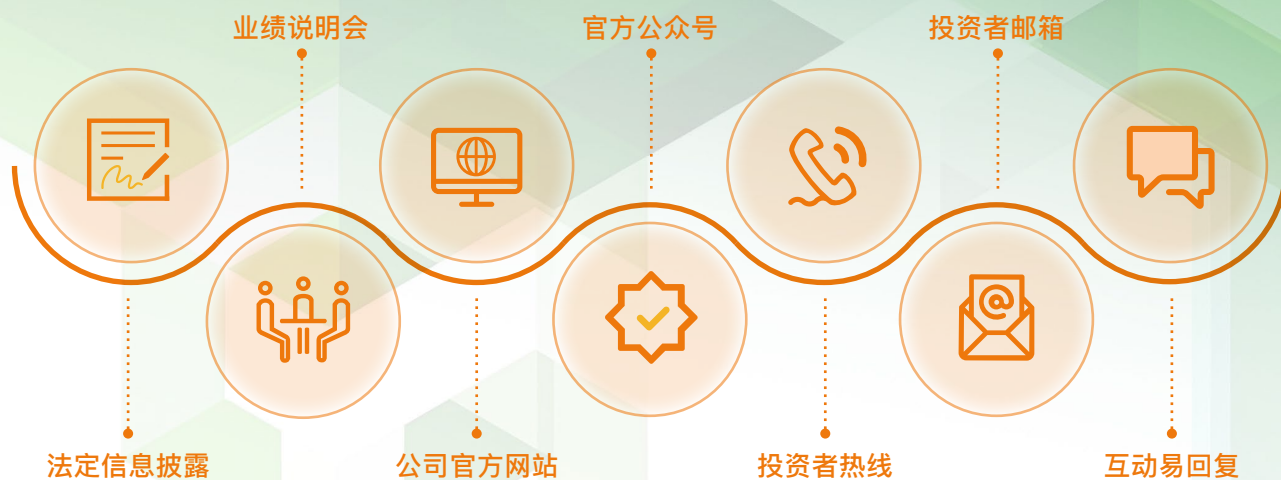 业绩说明会
官方公众号
投资者邮箱
法定信息披露
公司官方网站
投资者热线
互动易回复